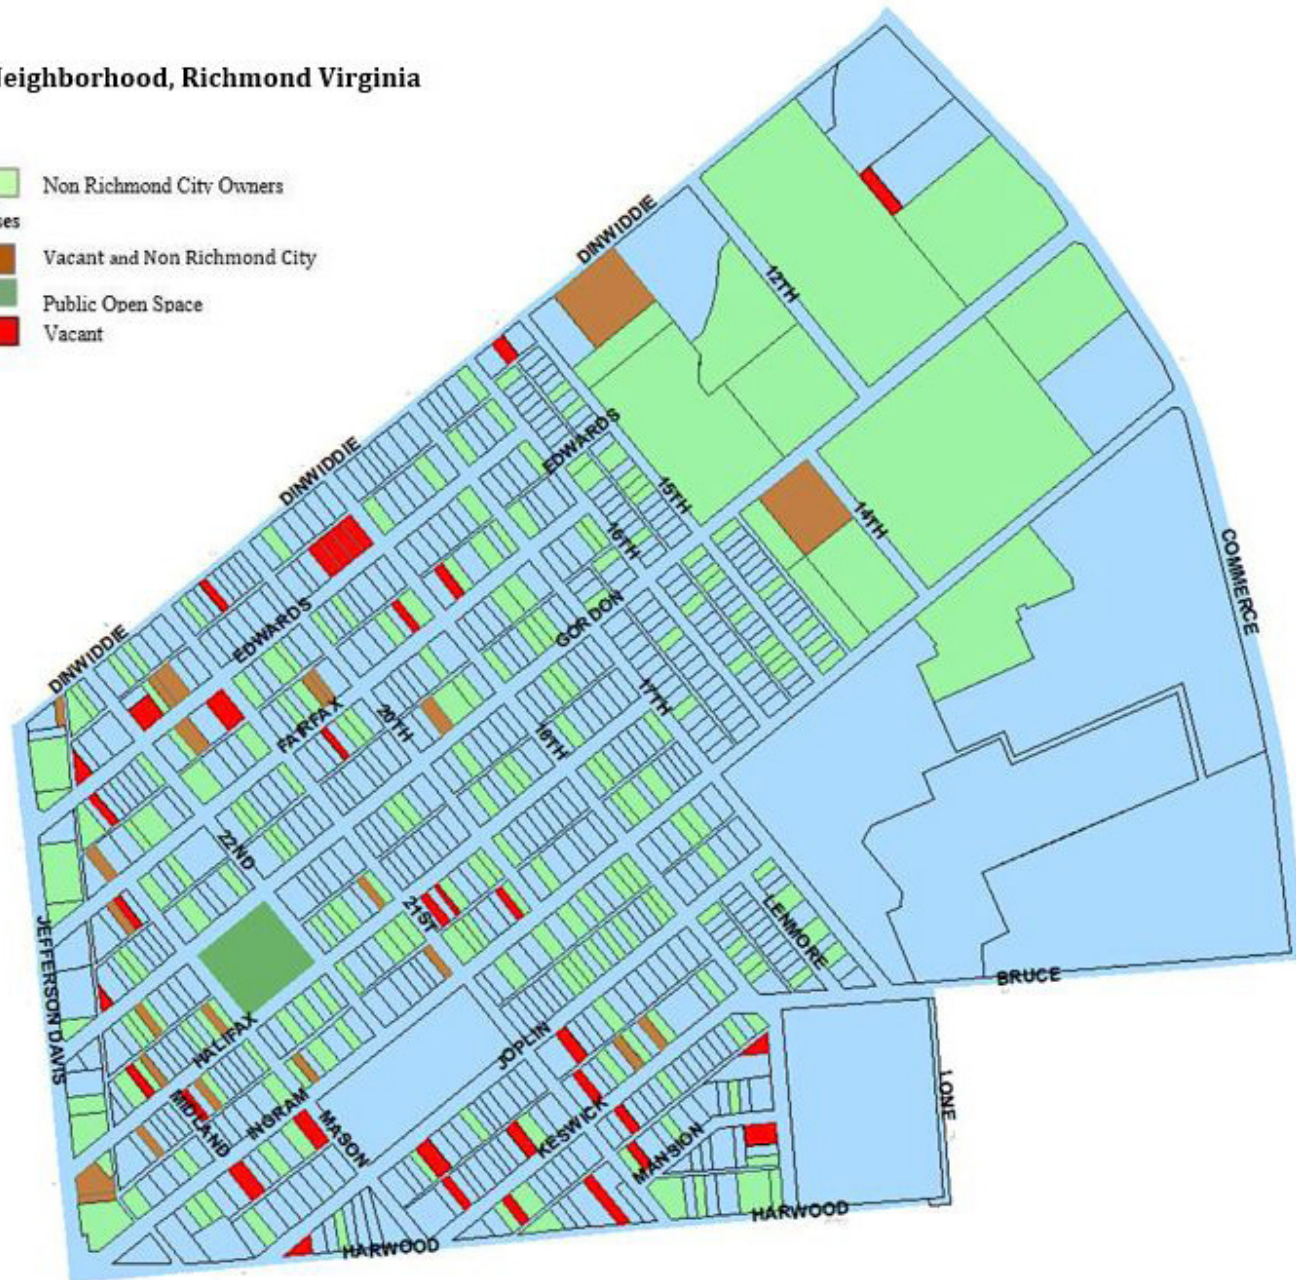 Neighborhood, Richmond Virginia
Non Richmond City Owners
ses
Vacant and Non Richmond City
Public Open Space
Vacant
DINWIDDIE
12TH
DINWIDDIE
EDWARDS
15TH
14TH
16TH
COMMERCE
DINWIDDIE
EDWARDS
GORDON
FAIRFAX
20TH
18TH
17TH
22ND
21ST
LENMORE
JEFFERSON DAVIS
BRUCE
HALIFAX
JOPLIN
MIDLAND
INGRAM
MASON
KESWICK
MANSION
LONE
HARWOOD
HARWOOD